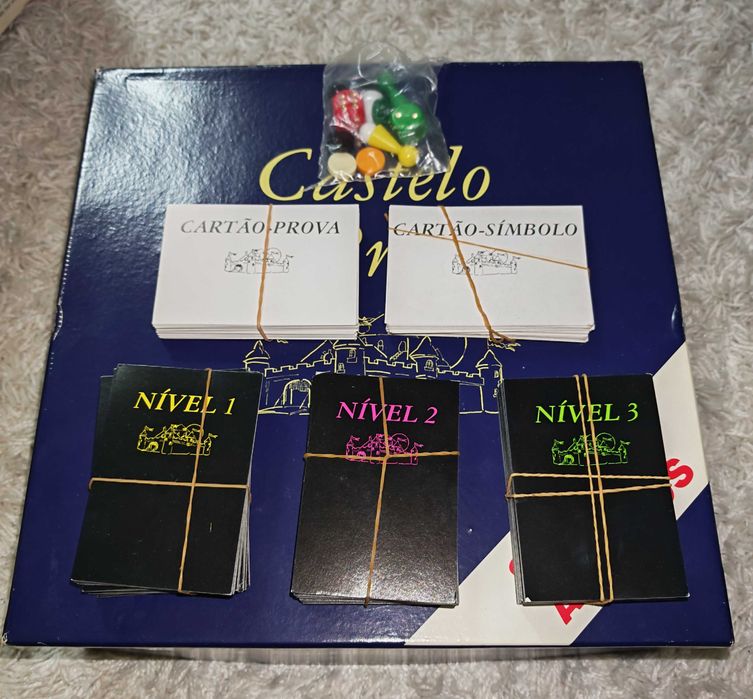 Castelo
CARTÃO-PROVA
CARTÃO-SÍMBOLO
NÍVEL 1
NÍVEL 2
NÍVEL 3